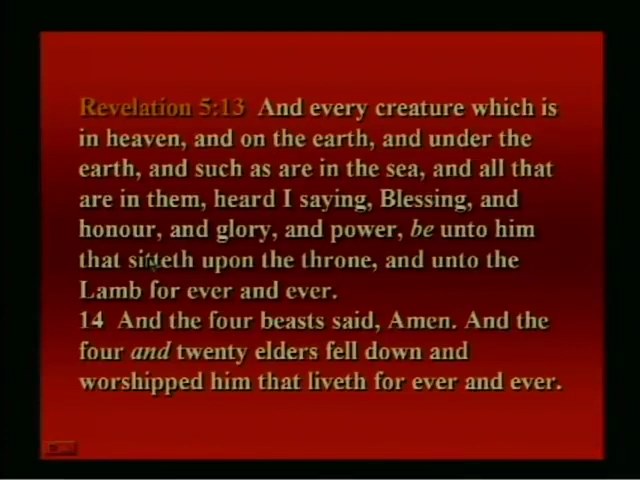 Revelation 5:13 And every creature which is
in heaven, and on the earth, and under the
earth, and such as are in the sea, and all that
are in them, heard I saying, Blessing, and
honour, and glory, and power, be unto him
that sitteth upon the throne, and unto the
Lamb for ever and ever.
14 And the four beasts said, Amen. And the
four and twenty elders fell down and
worshipped him that liveth for ever and ever.